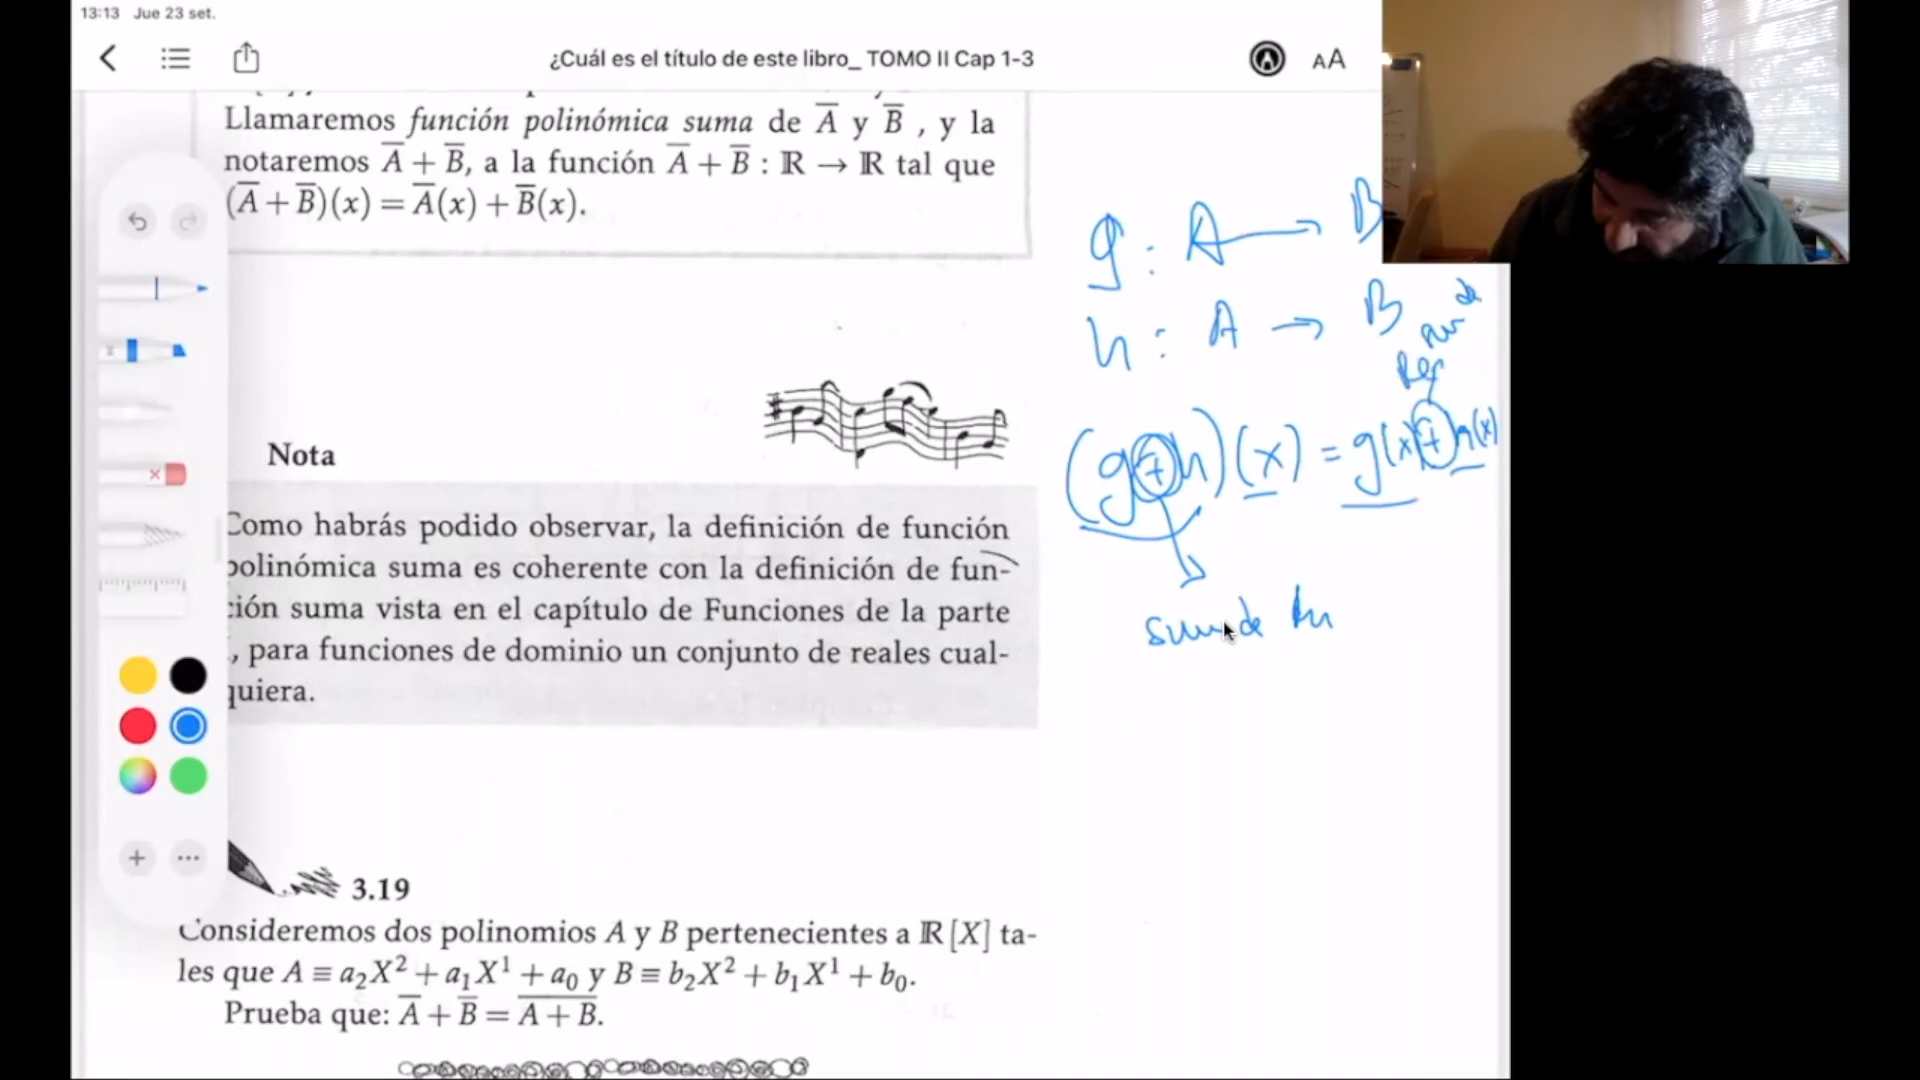 13:13 Jue 23 set.
¿Cuál es el título de este libro_ TOMO II Cap 1-3
AA
Llamaremos función polinómica suma de A̅ y B̅ , y la
notaremos A̅ + B̅, a la función A̅ + B̅ : ℝ → ℝ tal que
(A̅ + B̅)(x) = A̅(x) + B̅(x).
g : A → B
h : A → B
(g + h)(x) = g(x) + h(x)
Nota
Como habrás podido observar, la definición de función
polinómica suma es coherente con la definición de fun-
ción suma vista en el capítulo de Funciones de la parte
, para funciones de dominio un conjunto de reales cual-
quiera.
de
3.19
Consideremos dos polinomios A y B pertenecientes a ℝ[X] ta-
les que A ≡ a₂X² + a₁X¹ + a₀ y B ≡ b₂X² + b₁X¹ + b₀.
Prueba que: A̅ + B̅ = A̅ ̅+̅ ̅B̅.